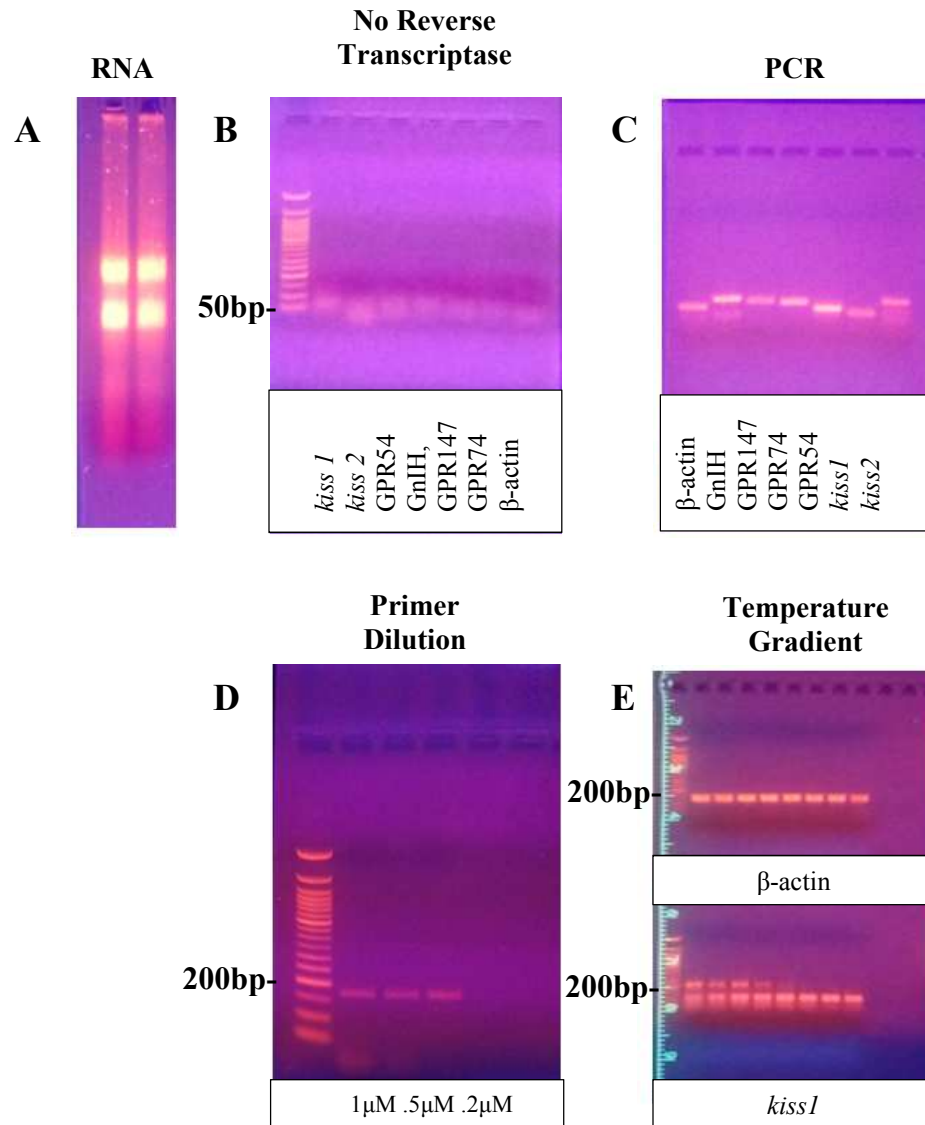 RNA
A
No Reverse
Transcriptase
B
50bp-
kiss 1
kiss 2
GPR54
GnIH,
GPR147
GPR74
β-actin
PCR
C
β-actin
GnIH
GPR147
GPR74
GPR54
kiss1
kiss2
Primer
Dilution
D
200bp-
1µM .5µM .2µM
Temperature
Gradient
E
200bp-
β-actin
200bp-
kiss1